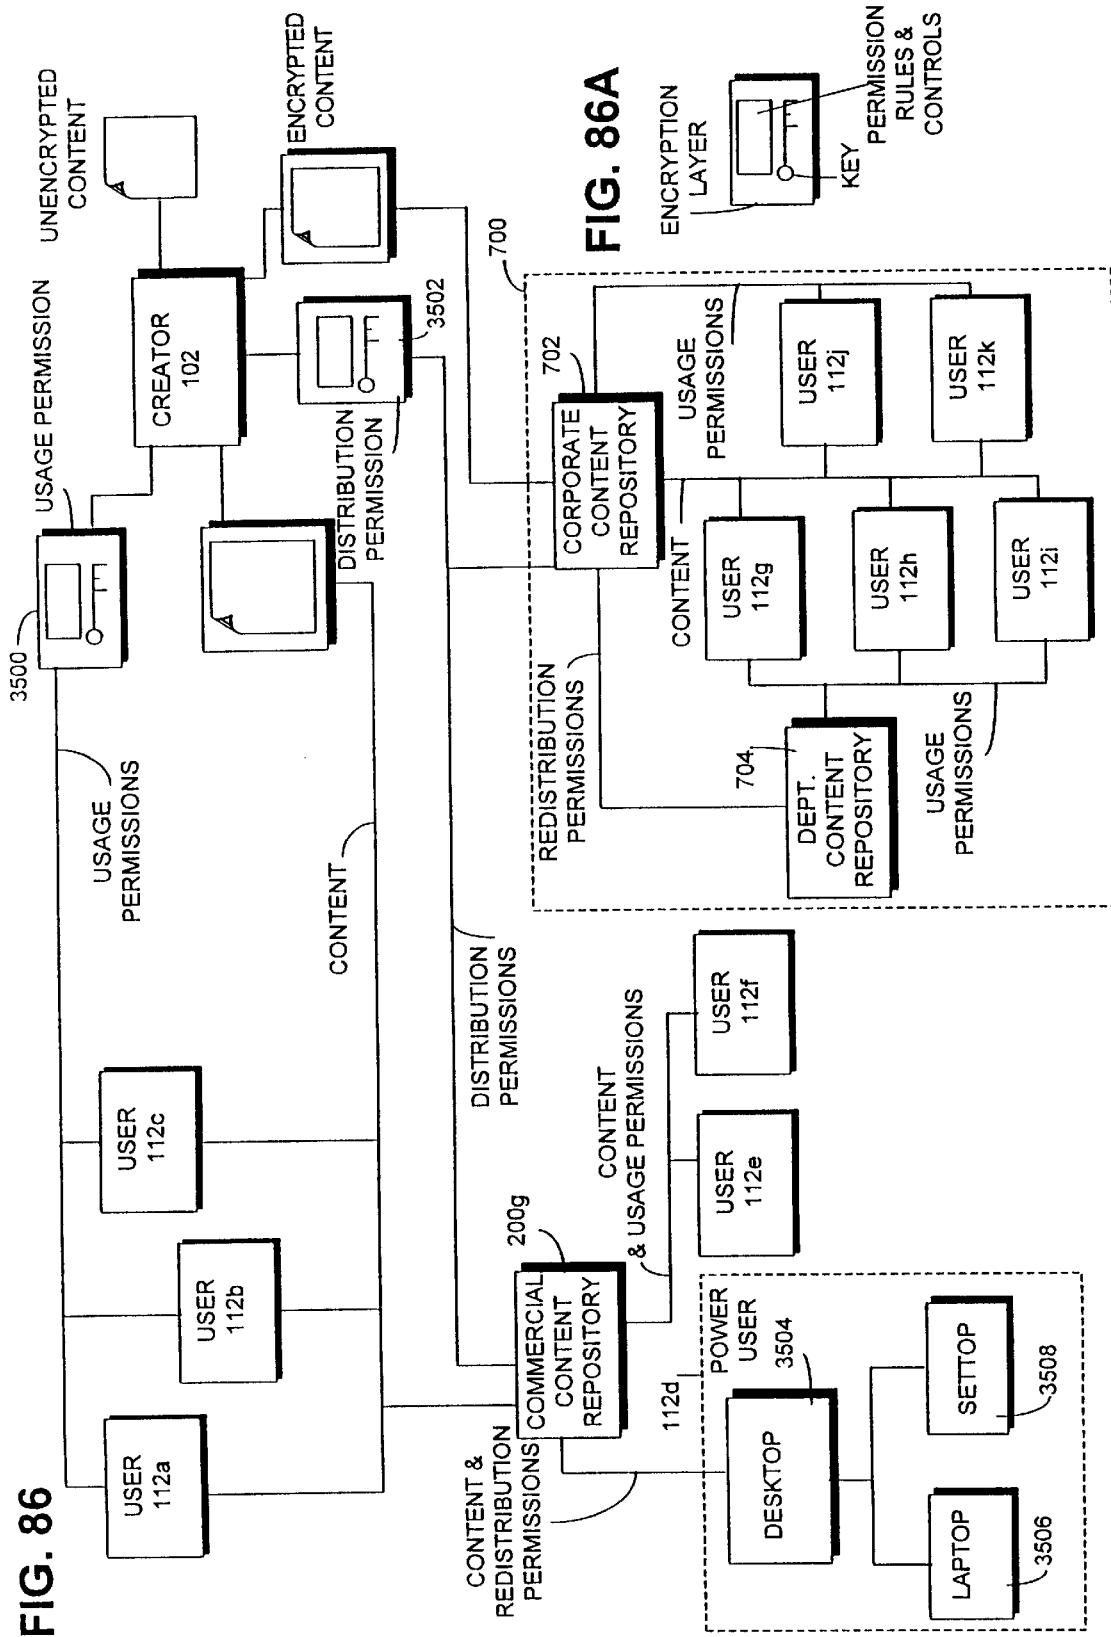 FIG. 86
USER
112a
USER
112b
USER
112c
USAGE
PERMISSIONS
3500
USAGE PERMISSION
UNENCRYPTED
CONTENT
CREATOR
102
ENCRYPTED
CONTENT
CONTENT
DISTRIBUTION
PERMISSION
3502
DISTRIBUTION
PERMISSIONS
CONTENT &
REDISTRIBUTION
PERMISSIONS
COMMERCIAL
CONTENT
REPOSITORY
200g
CONTENT
& USAGE PERMISSIONS
USER
112e
USER
112f
112d
POWER
USER
3504
DESKTOP
LAPTOP
3506
SETTOP
3508
700
CORPORATE
CONTENT
REPOSITORY
702
REDISTRIBUTION
PERMISSIONS
DEPT.
CONTENT
REPOSITORY
704
CONTENT
USAGE
PERMISSIONS
USER
112g
USER
112h
USER
112i
USER
112j
USER
112k
USAGE
PERMISSIONS
FIG. 86A
ENCRYPTION
LAYER
KEY
PERMISSION
RULES &
CONTROLS